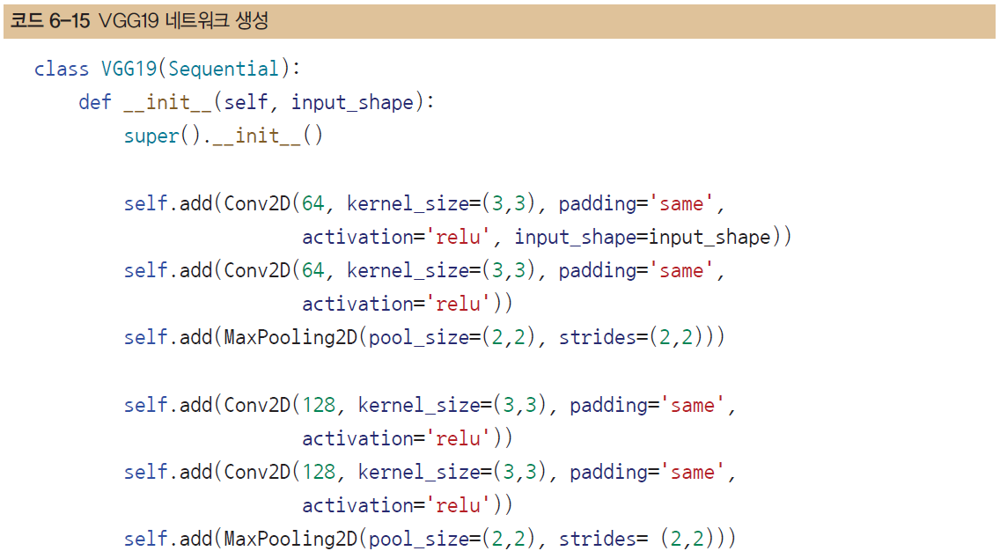 코드 6-15 VGG19 네트워크 생성
class VGG19(Sequential):
    def __init__(self, input_shape):
        super().__init__()
        self.add(Conv2D(64, kernel_size=(3,3), padding='same',
                        activation='relu', input_shape=input_shape))
        self.add(Conv2D(64, kernel_size=(3,3), padding='same',
                        activation='relu'))
        self.add(MaxPooling2D(pool_size=(2,2), strides=(2,2)))
        self.add(Conv2D(128, kernel_size=(3,3), padding='same',
                        activation='relu'))
        self.add(Conv2D(128, kernel_size=(3,3), padding='same',
                        activation='relu'))
        self.add(MaxPooling2D(pool_size=(2,2), strides= (2,2)))